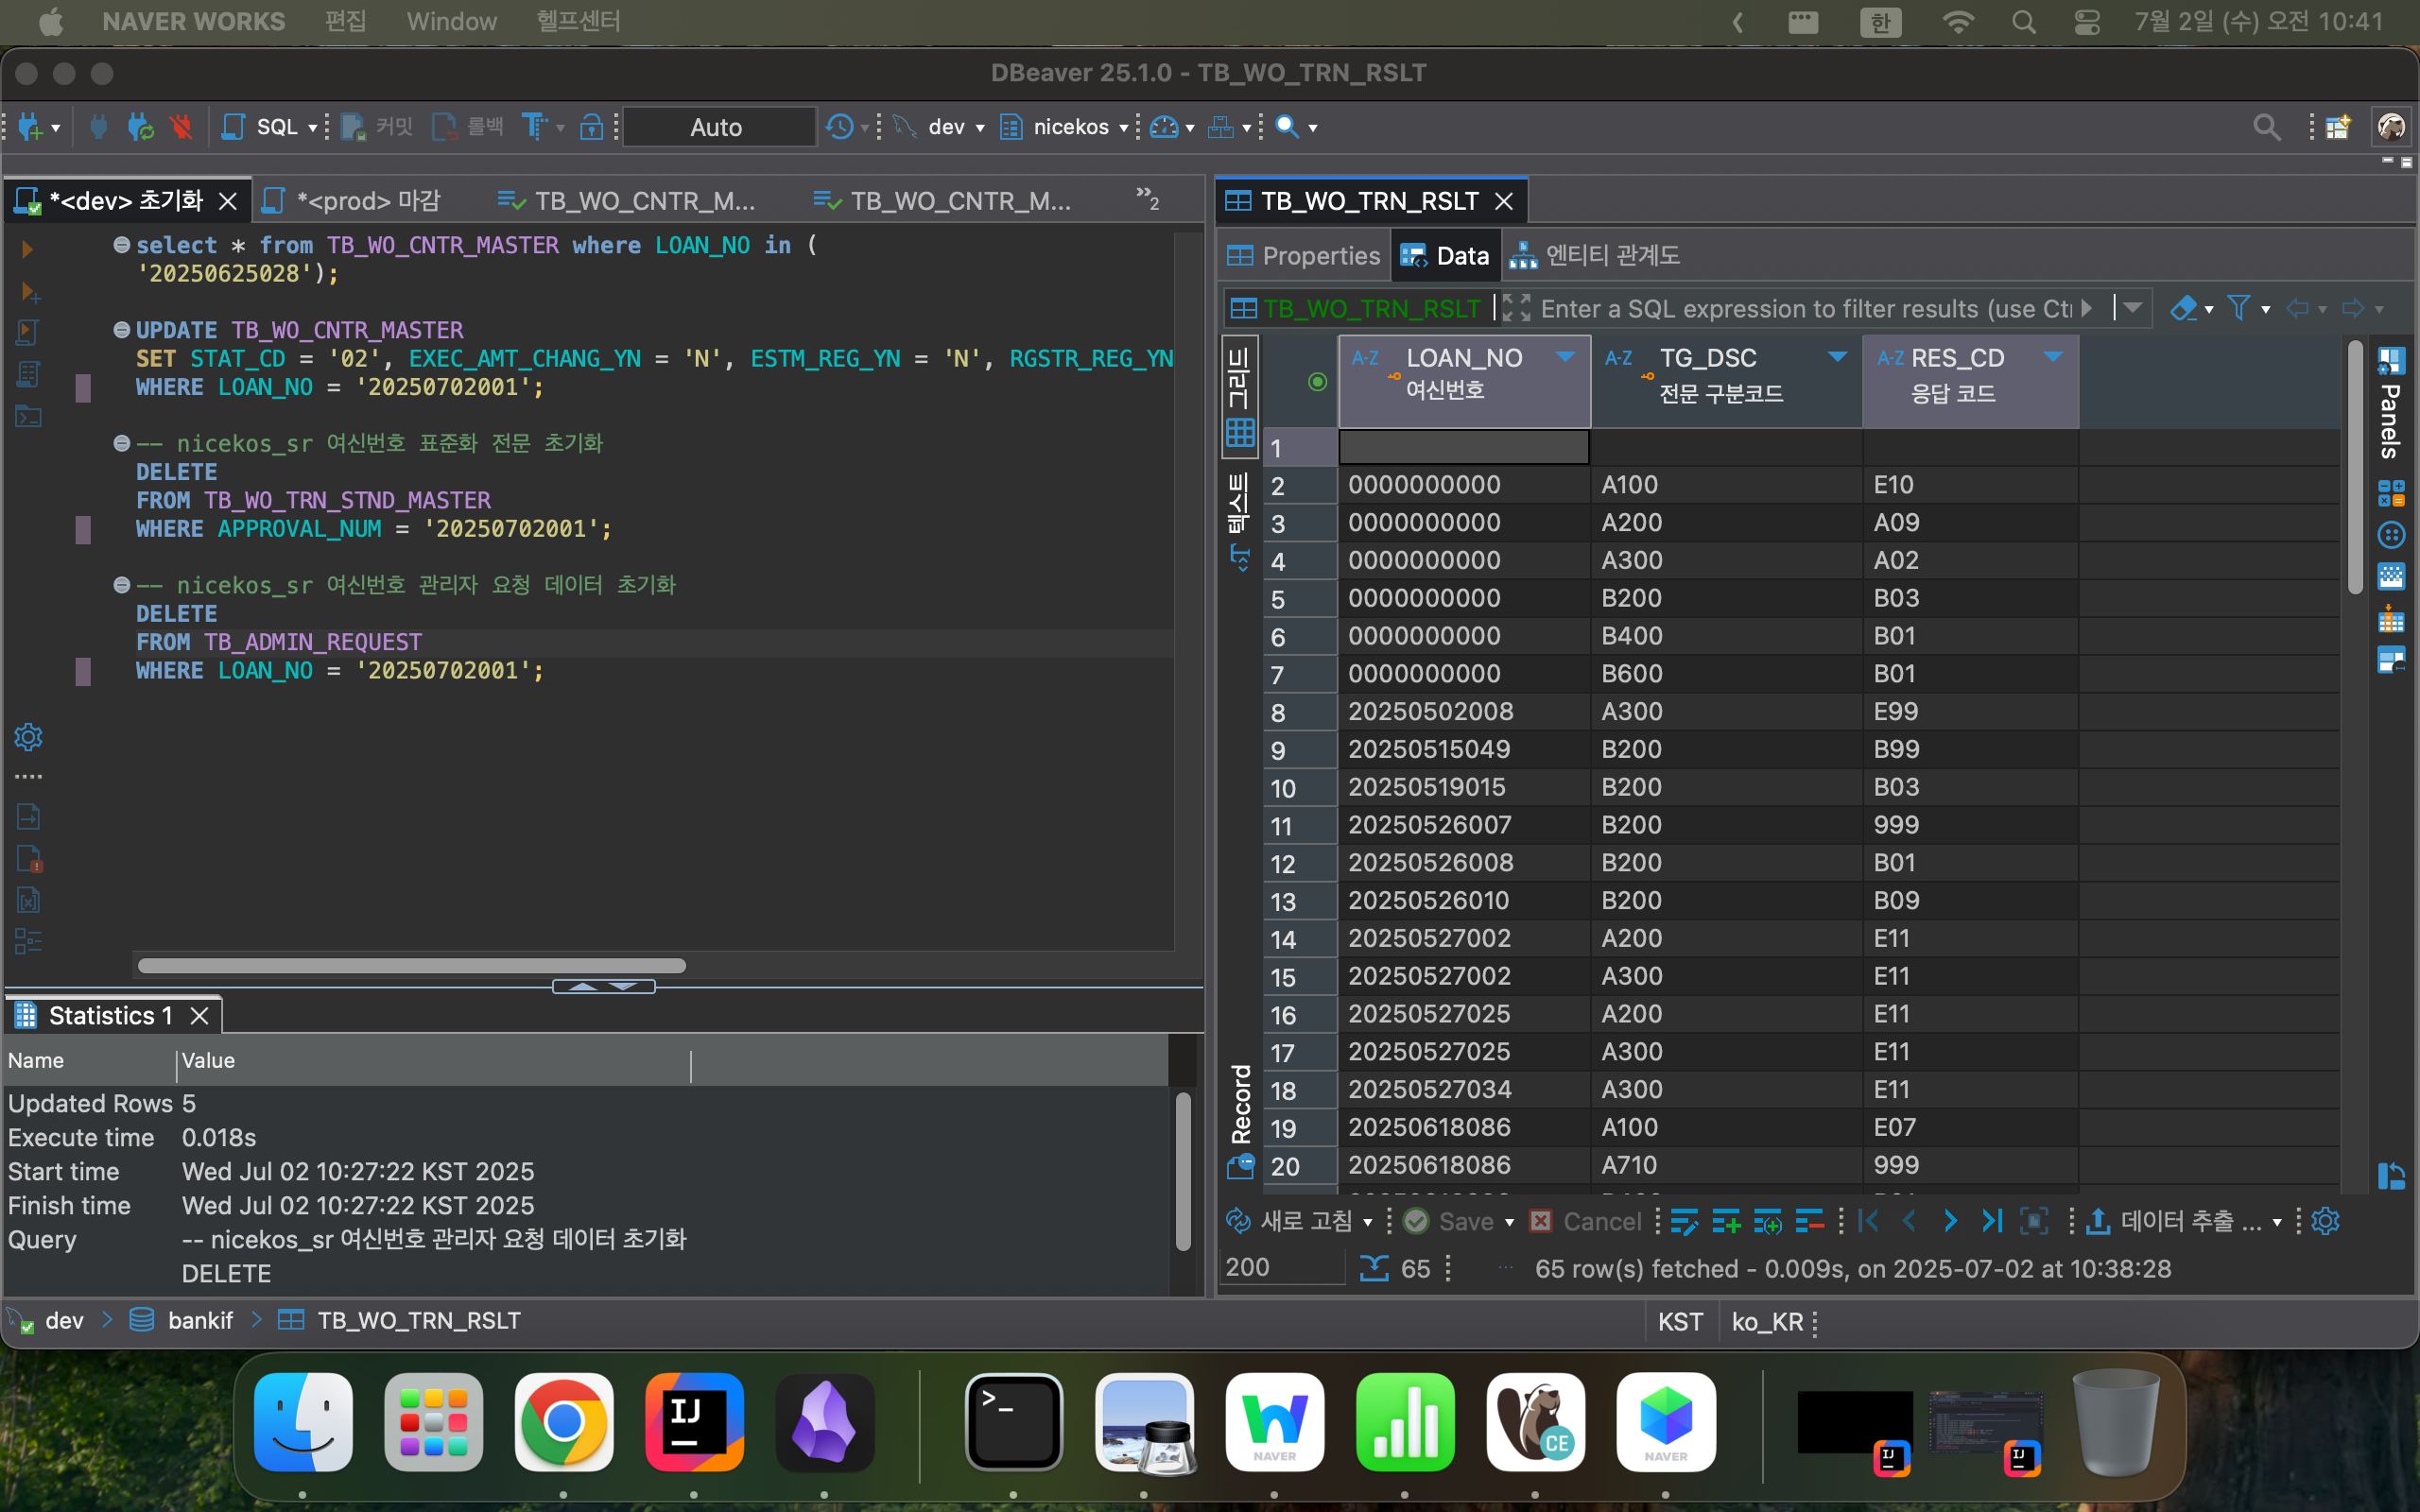 NAVER WORKS 편집 Window 헬프센터 한 7월 2일 (수) 오전 10:41
DBeaver 25.1.0 - TB_WO_TRN_RSLT
SQL 커밋 롤백 Auto dev nicekos
*<dev> 초기화 *<prod> 마감 TB_WO_CNTR_M... TB_WO_CNTR_M... 2
select * from TB_WO_CNTR_MASTER where LOAN_NO in (
'20250625028');
UPDATE TB_WO_CNTR_MASTER
SET STAT_CD = '02', EXEC_AMT_CHANG_YN = 'N', ESTM_REG_YN = 'N', RGSTR_REG_YN
WHERE LOAN_NO = '20250702001';
-- nicekos_sr 여신번호 표준화 전문 초기화
DELETE
FROM TB_WO_TRN_STND_MASTER
WHERE APPROVAL_NUM = '20250702001';
-- nicekos_sr 여신번호 관리자 요청 데이터 초기화
DELETE
FROM TB_ADMIN_REQUEST
WHERE LOAN_NO = '20250702001';
Statistics 1
Name Value
Updated Rows 5
Execute time 0.018s
Start time Wed Jul 02 10:27:22 KST 2025
Finish time Wed Jul 02 10:27:22 KST 2025
Query -- nicekos_sr 여신번호 관리자 요청 데이터 초기화
DELETE
TB_WO_TRN_RSLT
Properties Data 엔티티 관계도
TB_WO_TRN_RSLT Enter a SQL expression to filter results (use Ct
그리드
텍스트
Record
A-Z LOAN_NO A-Z TG_DSC A-Z RES_CD
여신번호 전문 구분코드 응답 코드
1
2 0000000000 A100 E10
3 0000000000 A200 A09
4 0000000000 A300 A02
5 0000000000 B200 B03
6 0000000000 B400 B01
7 0000000000 B600 B01
8 20250502008 A300 E99
9 20250515049 B200 B99
10 20250519015 B200 B03
11 20250526007 B200 999
12 20250526008 B200 B01
13 20250526010 B200 B09
14 20250527002 A200 E11
15 20250527002 A300 E11
16 20250527025 A200 E11
17 20250527025 A300 E11
18 20250527034 A300 E11
19 20250618086 A100 E07
20 20250618086 A710 999
Panels
새로 고침 Save Cancel 데이터 추출 ...
200 65 65 row(s) fetched - 0.009s, on 2025-07-02 at 10:38:28
dev bankif TB_WO_TRN_RSLT KST ko_KR
IJ >_ NAVER CE NAVER IJ IJ